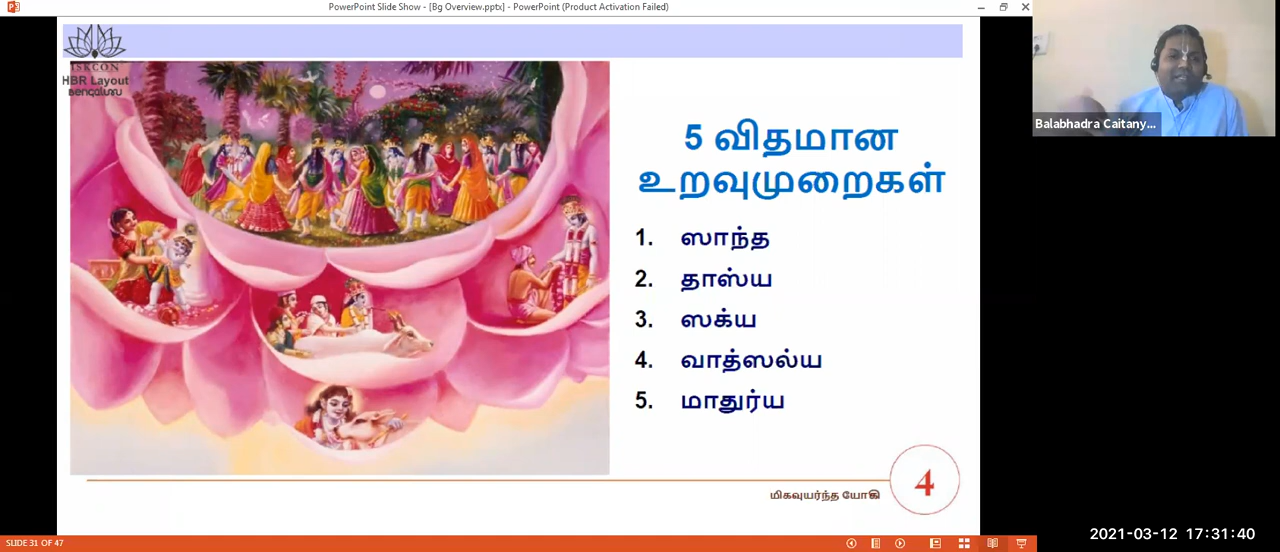 PowerPoint Slide Show - [Bg Overview.pptx] - PowerPoint (Product Activation Failed)
ISKCON
HBR Layout
Bengaluru
5 விதமான
உறவுமுறைகள்
1. ஸாந்த
2. தாஸ்ய
3. ஸக்ய
4. வாத்ஸல்ய
5. மாதுர்ய
4
மிகவுயர்ந்த யோகி
Balabhadra Caitany...
SLIDE 31 OF 47
2021-03-12 17:31:40